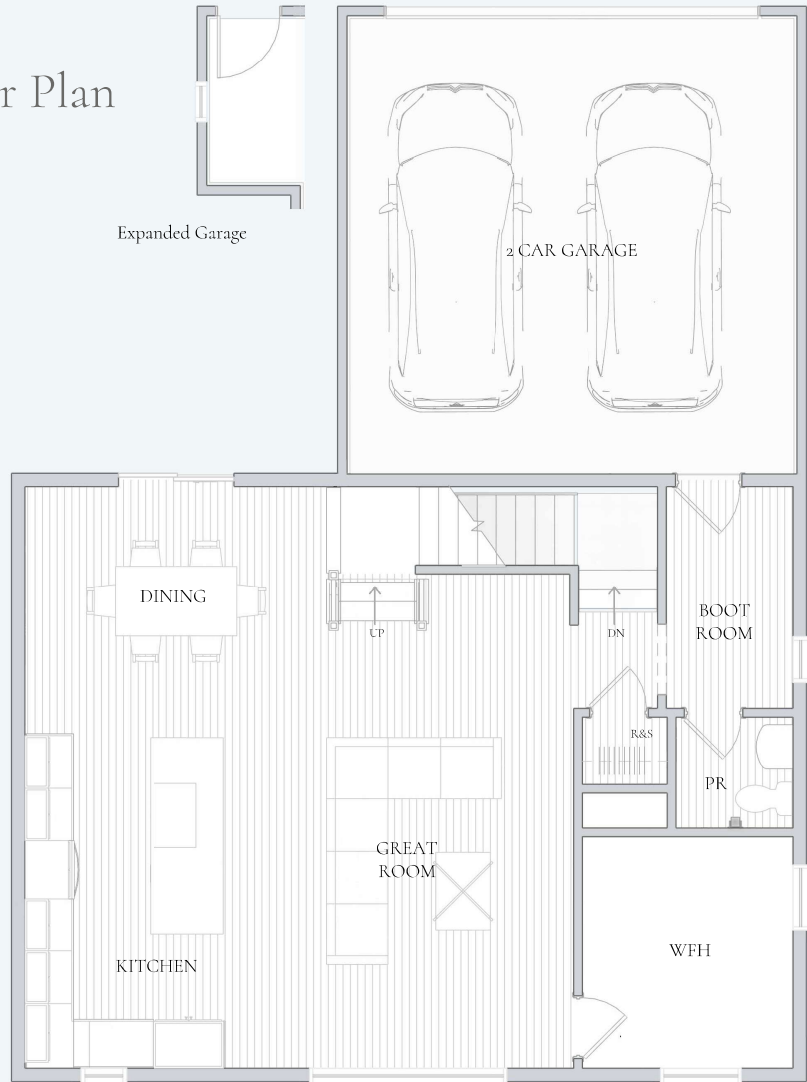 r Plan
Expanded Garage
2 CAR GARAGE
DINING
UP
DN
BOOT
ROOM
R&S
PR
GREAT
ROOM
WFH
KITCHEN